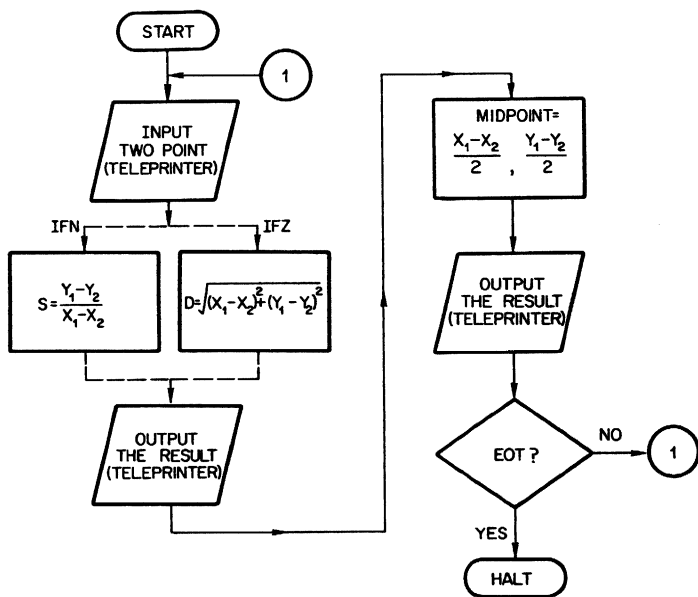 START
1
INPUT
TWO POINT
(TELEPRINTER)
IFN
IFZ
S = (Y₁–Y₂)/(X₁–X₂)
D=√((X₁–X₂)²+(Y₁–Y₂)²)
OUTPUT
THE RESULT
(TELEPRINTER)
MIDPOINT=
(X₁–X₂)/2 , (Y₁–Y₂)/2
OUTPUT
THE RESULT
(TELEPRINTER)
EOT ?
NO
1
YES
HALT